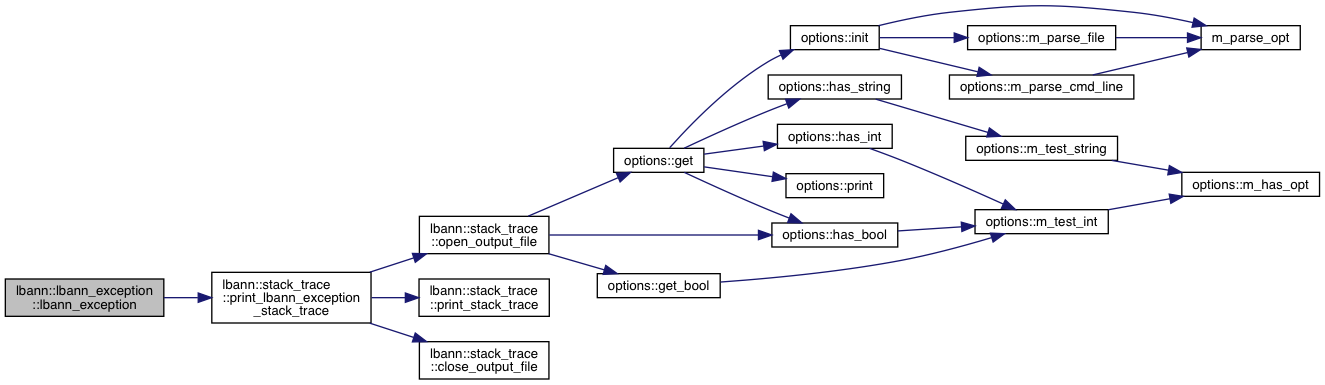 lbann::lbann_exception
::lbann_exception
lbann::stack_trace
::print_lbann_exception
_stack_trace
lbann::stack_trace
::open_output_file
lbann::stack_trace
::print_stack_trace
lbann::stack_trace
::close_output_file
options::get
options::get_bool
options::init
options::has_string
options::has_int
options::print
options::has_bool
options::m_parse_file
options::m_parse_cmd_line
options::m_test_string
options::m_test_int
m_parse_opt
options::m_has_opt